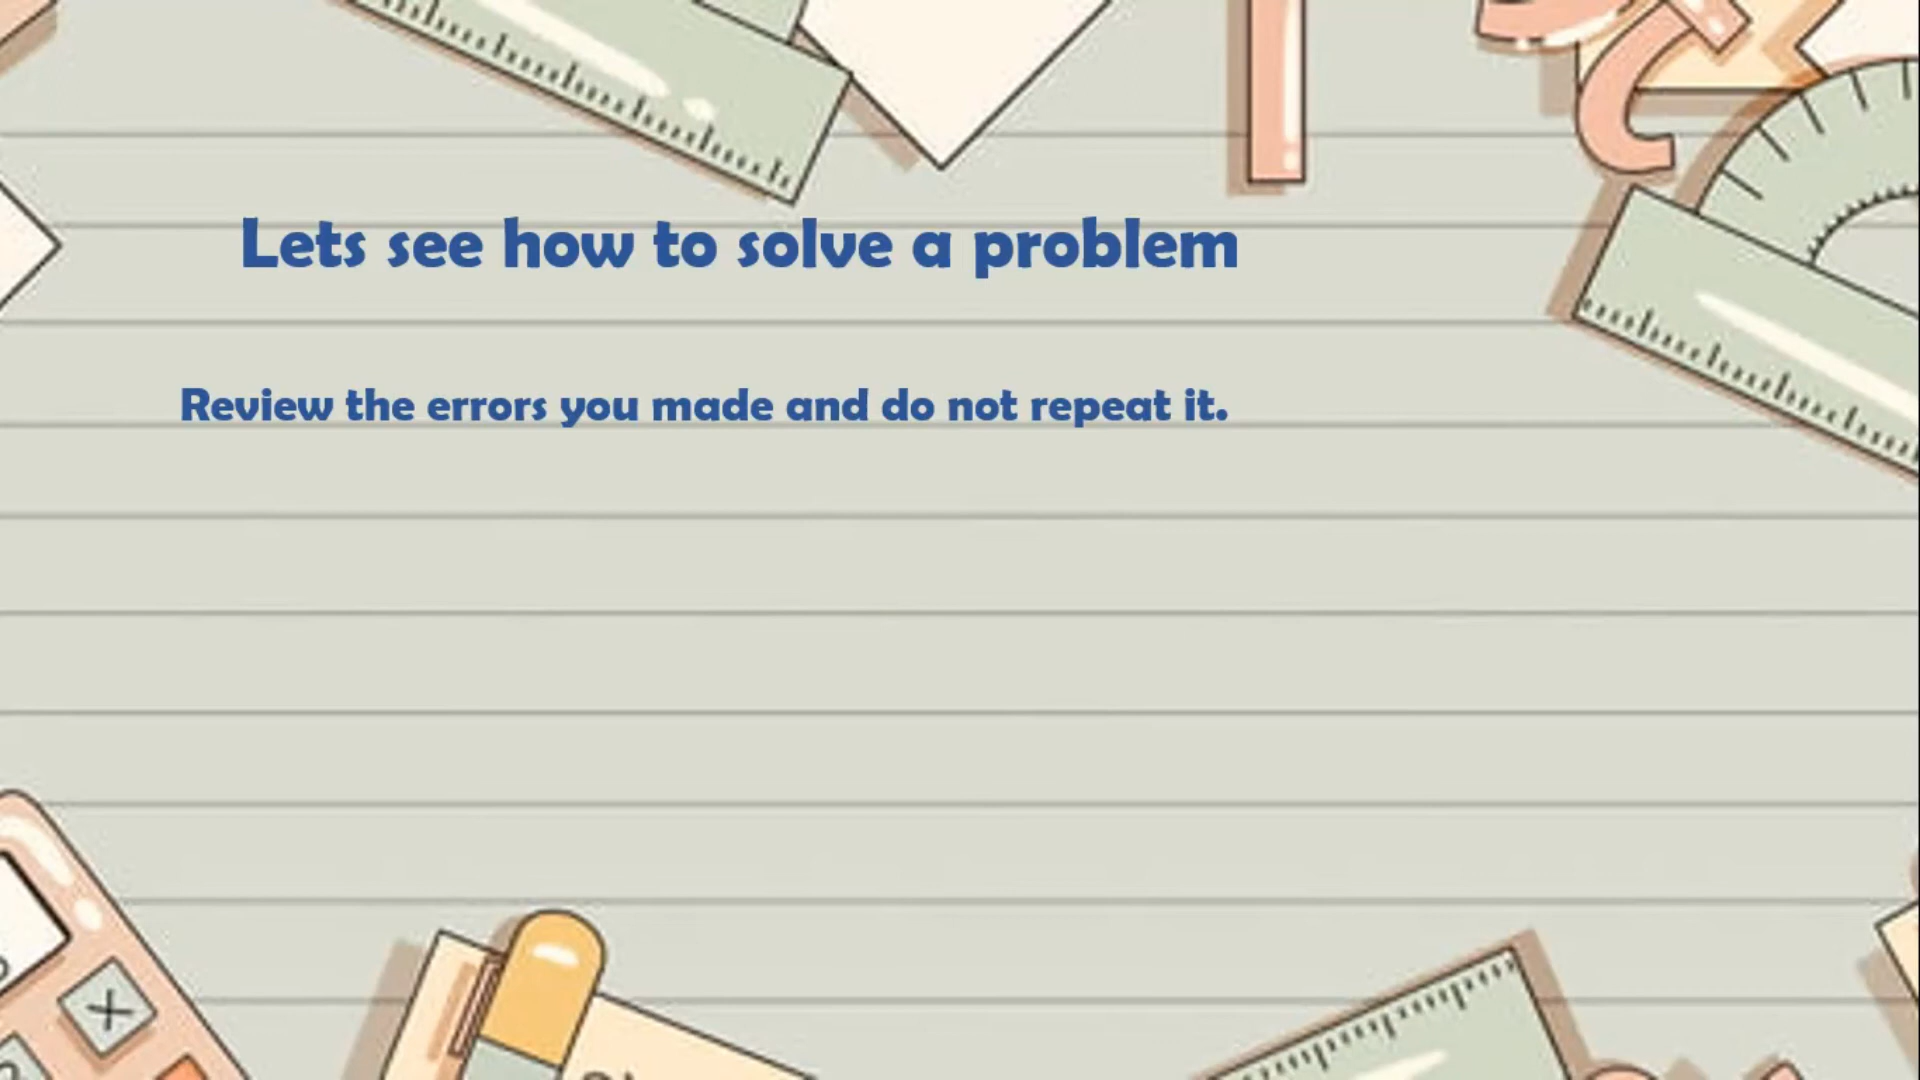 Lets see how to solve a problem
Review the errors you made and do not repeat it.